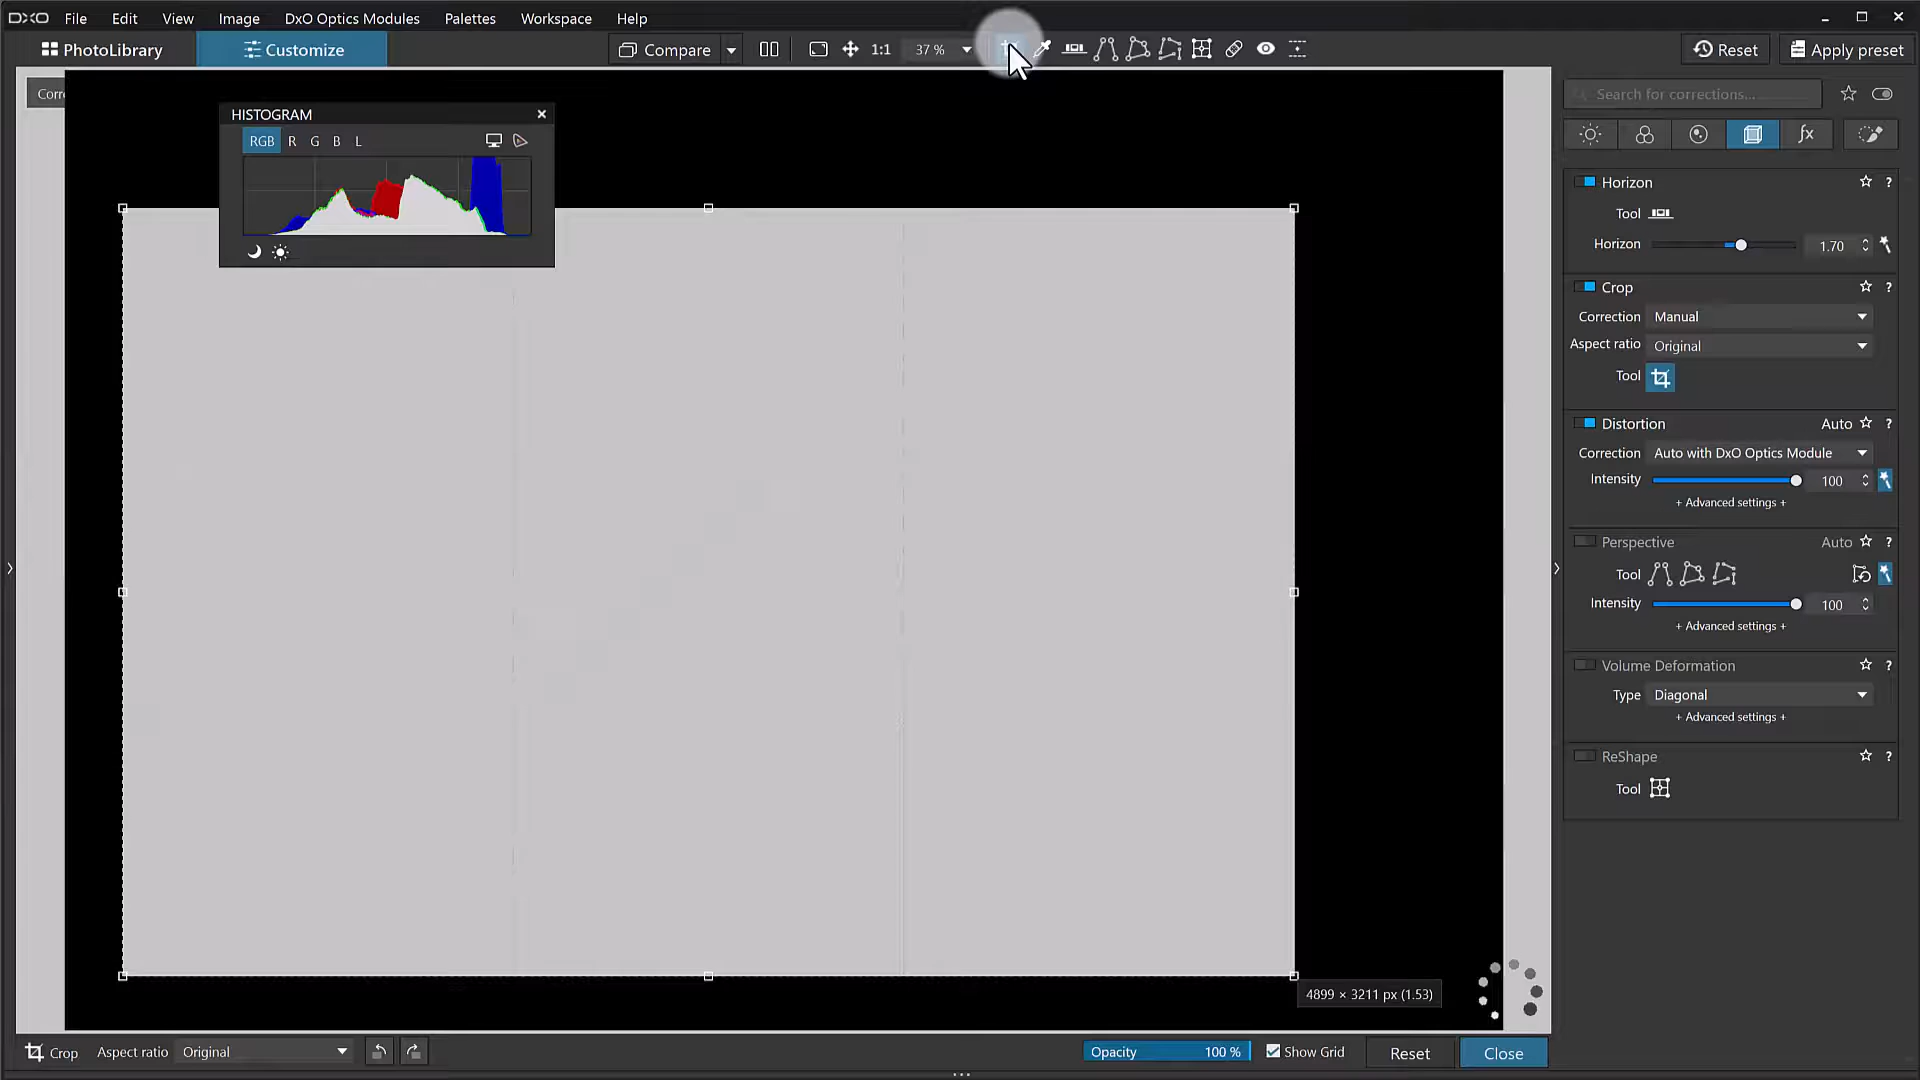 DXO File Edit View Image DxO Optics Modules Palettes Workspace Help
PhotoLibrary Customize Compare 1:1 37 % Reset Apply preset
HISTOGRAM
RGB R G B L
Search for corrections...
fx
Horizon ?
Tool
Horizon 1.70
Crop ?
Correction Manual
Aspect ratio Original
Tool
Distortion Auto ?
Correction Auto with DxO Optics Module
Intensity 100
+ Advanced settings +
Perspective Auto ?
Tool
Intensity 100
+ Advanced settings +
Volume Deformation ?
Type Diagonal
+ Advanced settings +
ReShape ?
Tool
4899 × 3211 px (1.53)
Crop Aspect ratio Original Opacity 100 % Show Grid Reset Close